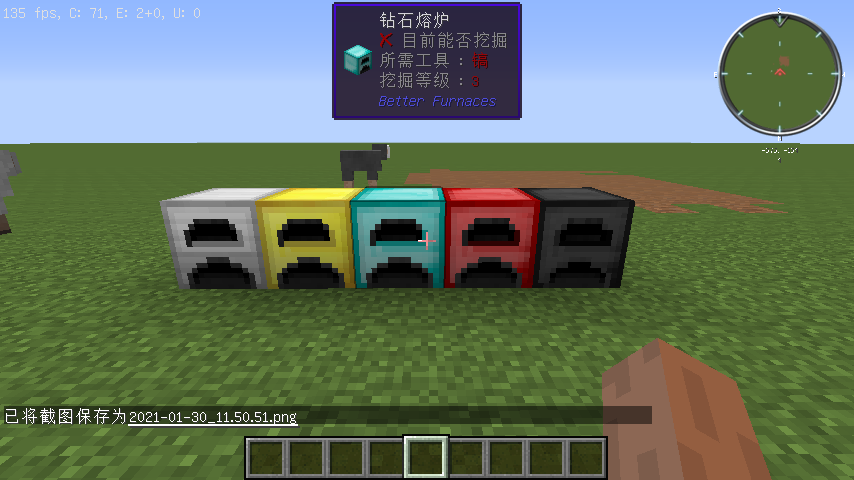 135 fps, C: 71, E: 2+0, U: 0
钻石熔炉
✕ 目前能否挖掘
所需工具 : 镐
挖掘等级 : 3
Better Furnaces
已将截图保存为2021-01-30_11.50.51.png